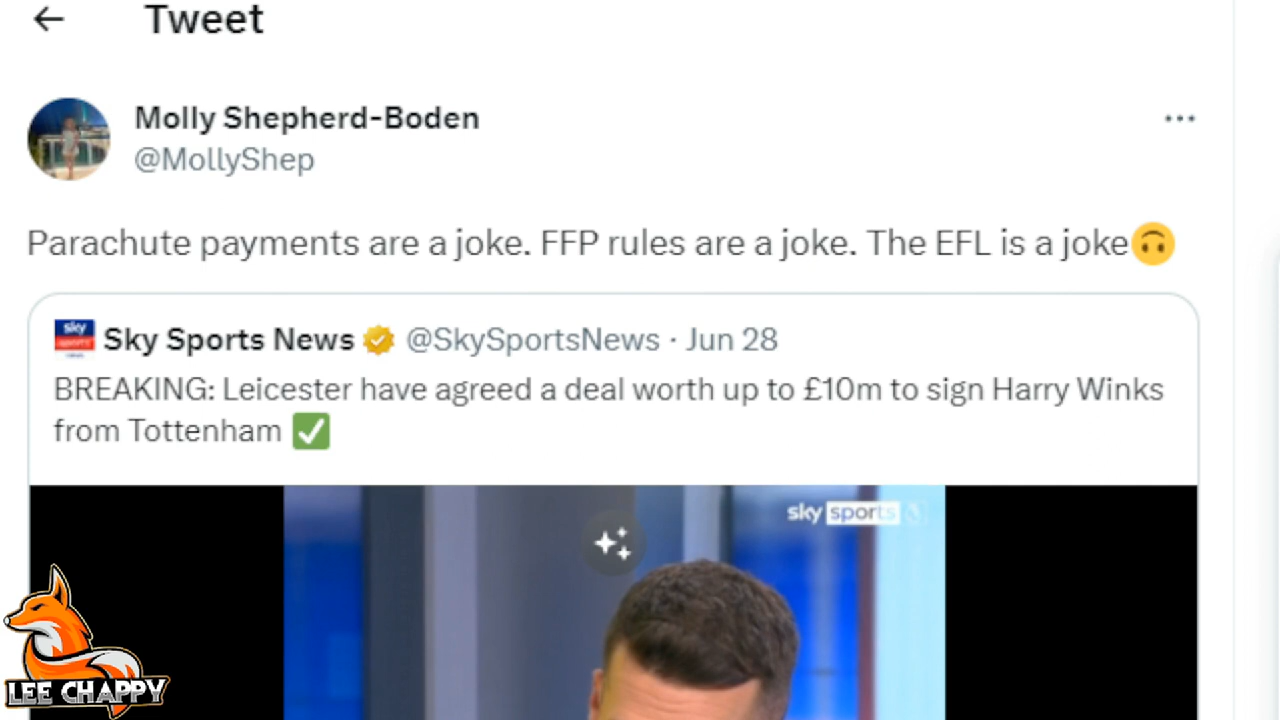 Tweet
Molly Shepherd-Boden
@MollyShep
Parachute payments are a joke. FFP rules are a joke. The EFL is a joke🙃
sky
Sky Sports News @SkySportsNews · Jun 28
BREAKING: Leicester have agreed a deal worth up to £10m to sign Harry Winks
from Tottenham ✅
sky sports
LEE CHAPPY